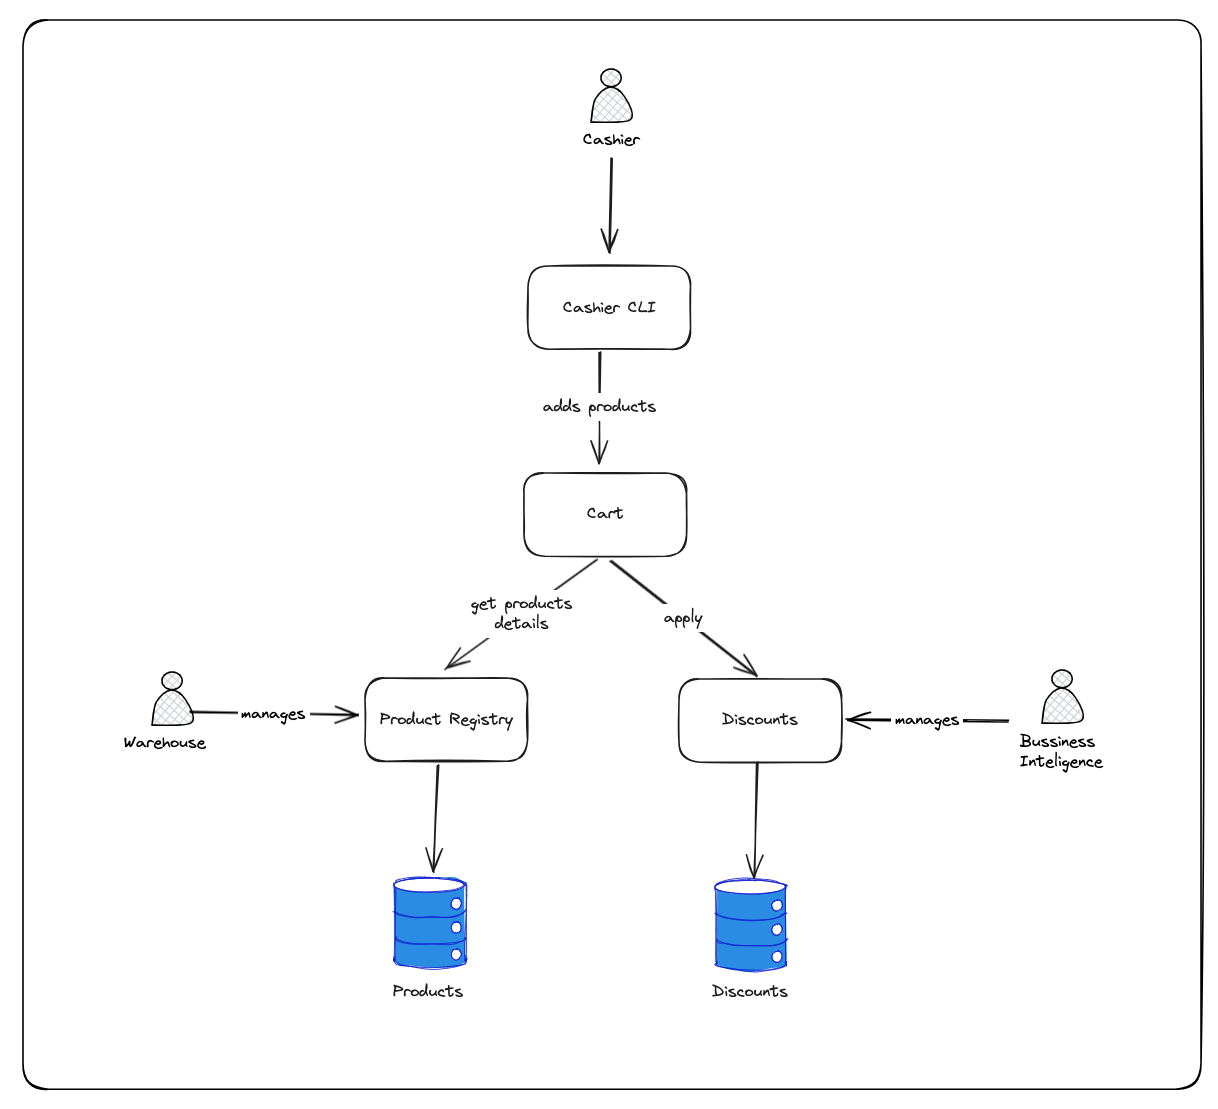 Cashier
Cashier CLI
adds products
Cart
get products
details
apply
manages
Product Registry
Discounts
manages
Warehouse
Bussiness
Inteligence
Products
Discounts